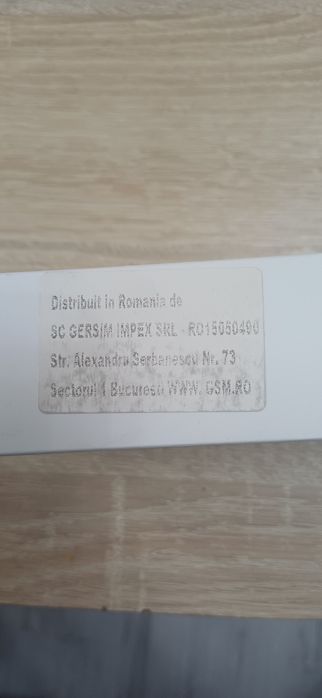 Distribuit in Romania de
SC GERSIM IMPEX SRL - RO15050490
Str. Alexandru Serbanescu Nr. 73
Sectorul 1 Bucuresti WWW. GSM.RO